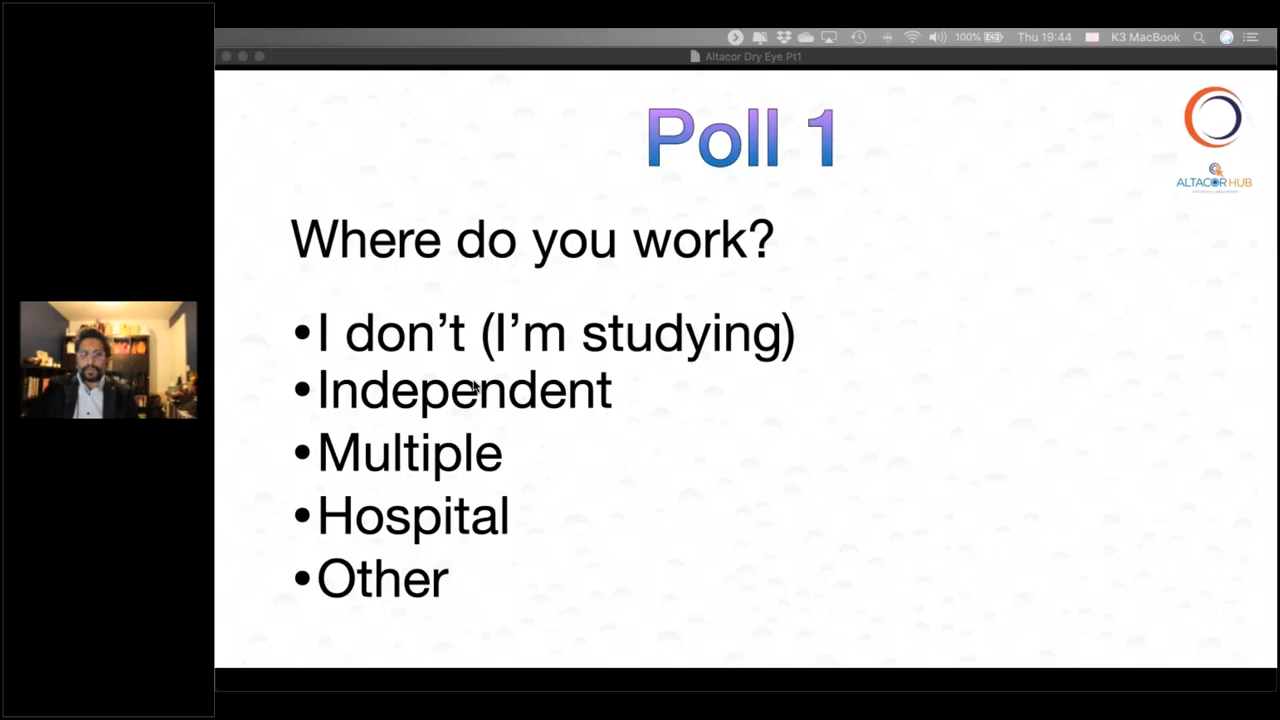 100%
Thu 19:44
K3 MacBook
Altacor Dry Eye Pt1
Poll 1
ALTACOR HUB
Where do you work?
•I don’t (I’m studying)
•Independent
•Multiple
•Hospital
•Other